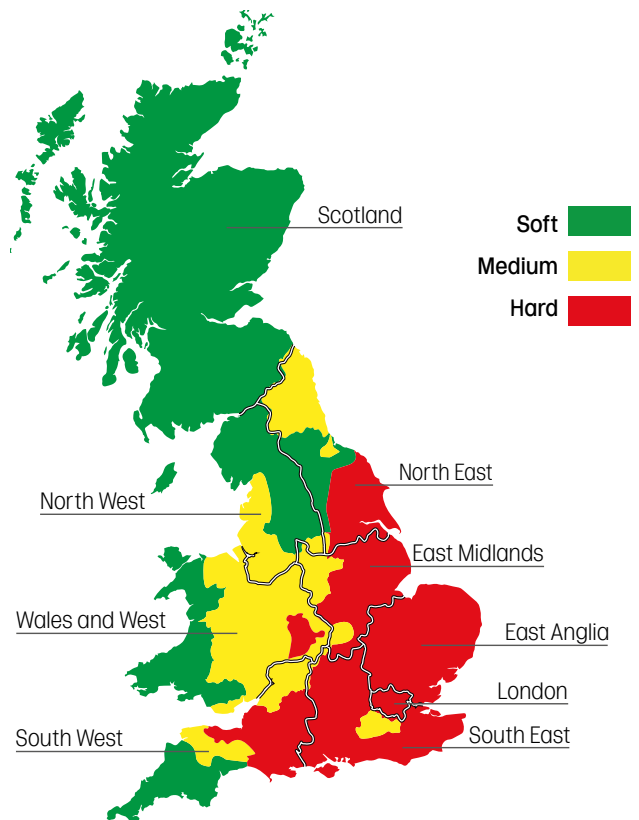 Scotland
Soft
Medium
Hard
North East
North West
East Midlands
Wales and West
East Anglia
London
South West
South East